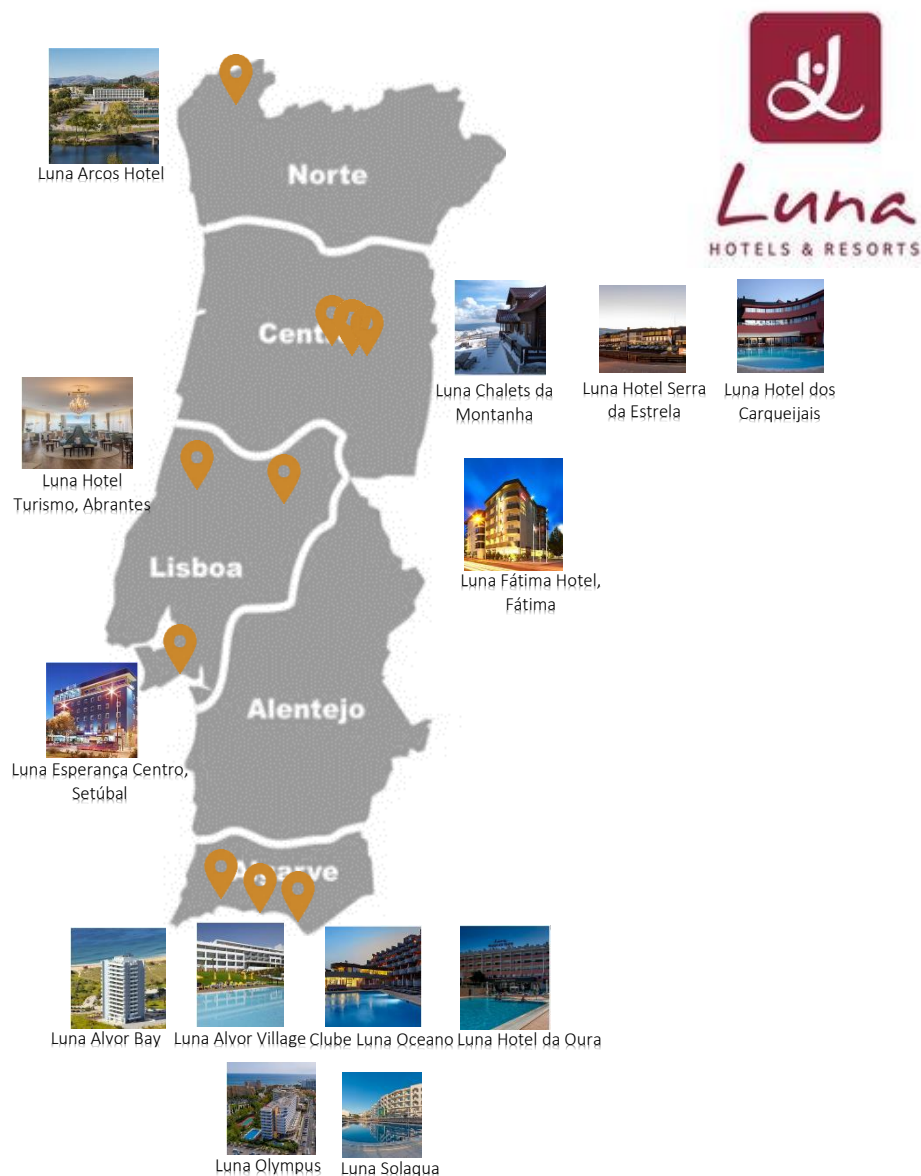 Luna
HOTELS & RESORTS
Luna Arcos Hotel
Norte
Centro
Luna Chalets da
Montanha
Luna Hotel Serra
da Estrela
Luna Hotel dos
Carqueijais
Luna Hotel
Turismo, Abrantes
Luna Fátima Hotel,
Fátima
Lisboa
Luna Esperança Centro,
Setúbal
Alentejo
Algarve
Luna Alvor Bay
Luna Alvor Village
Clube Luna Oceano
Luna Hotel da Oura
Luna Olympus
Luna Solaqua